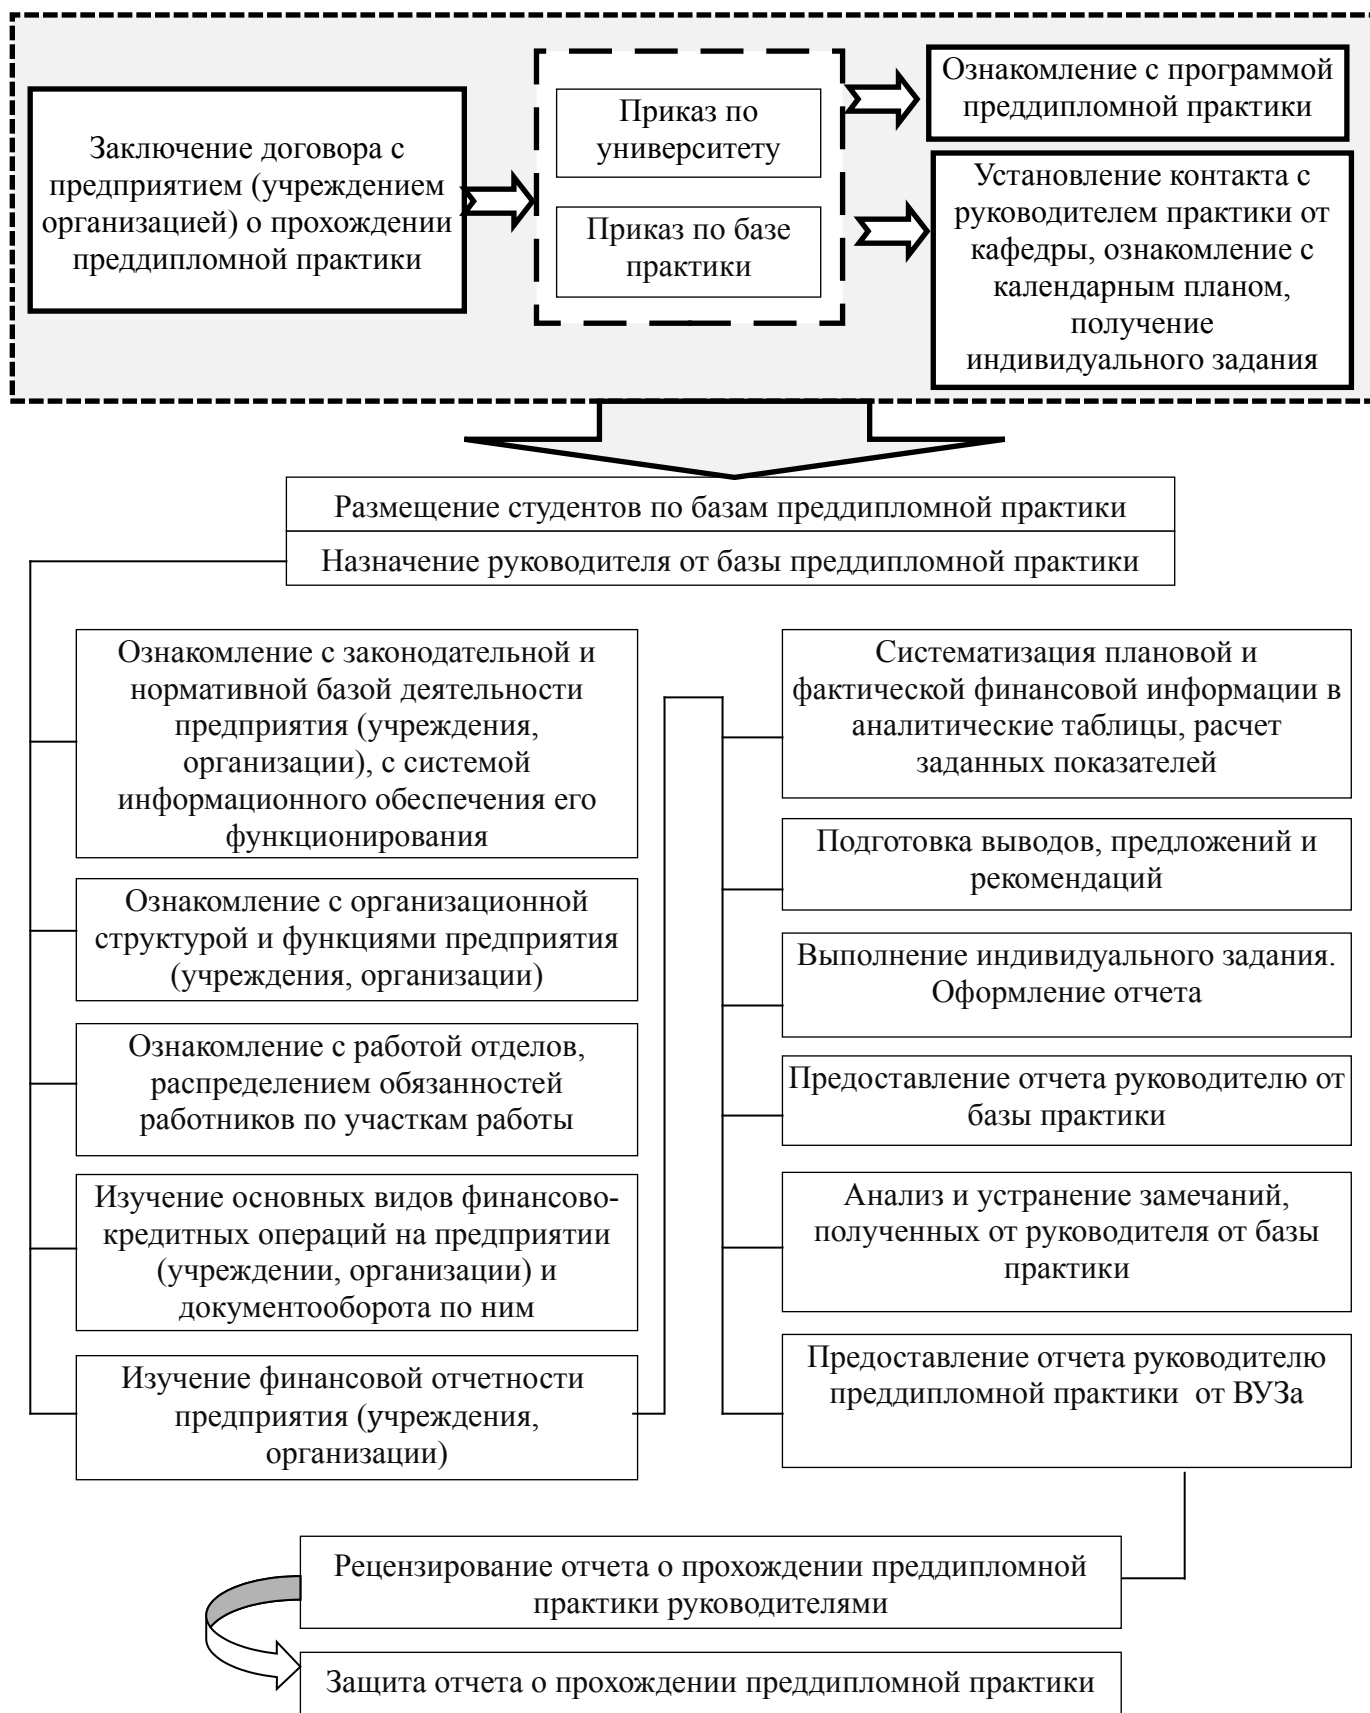 Заключение договора с
предприятием (учреждением
организацией) о прохождении
преддипломной практики
Приказ по
университету
Приказ по базе
практики
Ознакомление с программой
преддипломной практики
Установление контакта с
руководителем практики от
кафедры, ознакомление с
календарным планом,
получение
индивидуального задания
Размещение студентов по базам преддипломной практики
Назначение руководителя от базы преддипломной практики
Ознакомление с законодательной и
нормативной базой деятельности
предприятия (учреждения,
организации), с системой
информационного обеспечения его
функционирования
Ознакомление с организационной
структурой и функциями предприятия
(учреждения, организации)
Ознакомление с работой отделов,
распределением обязанностей
работников по участкам работы
Изучение основных видов финансово-
кредитных операций на предприятии
(учреждении, организации) и
документооборота по ним
Изучение финансовой отчетности
предприятия (учреждения,
организации)
Систематизация плановой и
фактической финансовой информации в
аналитические таблицы, расчет
заданных показателей
Подготовка выводов, предложений и
рекомендаций
Выполнение индивидуального задания.
Оформление отчета
Предоставление отчета руководителю от
базы практики
Анализ и устранение замечаний,
полученных от руководителя от базы
практики
Предоставление отчета руководителю
преддипломной практики  от ВУЗа
Рецензирование отчета о прохождении преддипломной
практики руководителями
Защита отчета о прохождении преддипломной практики